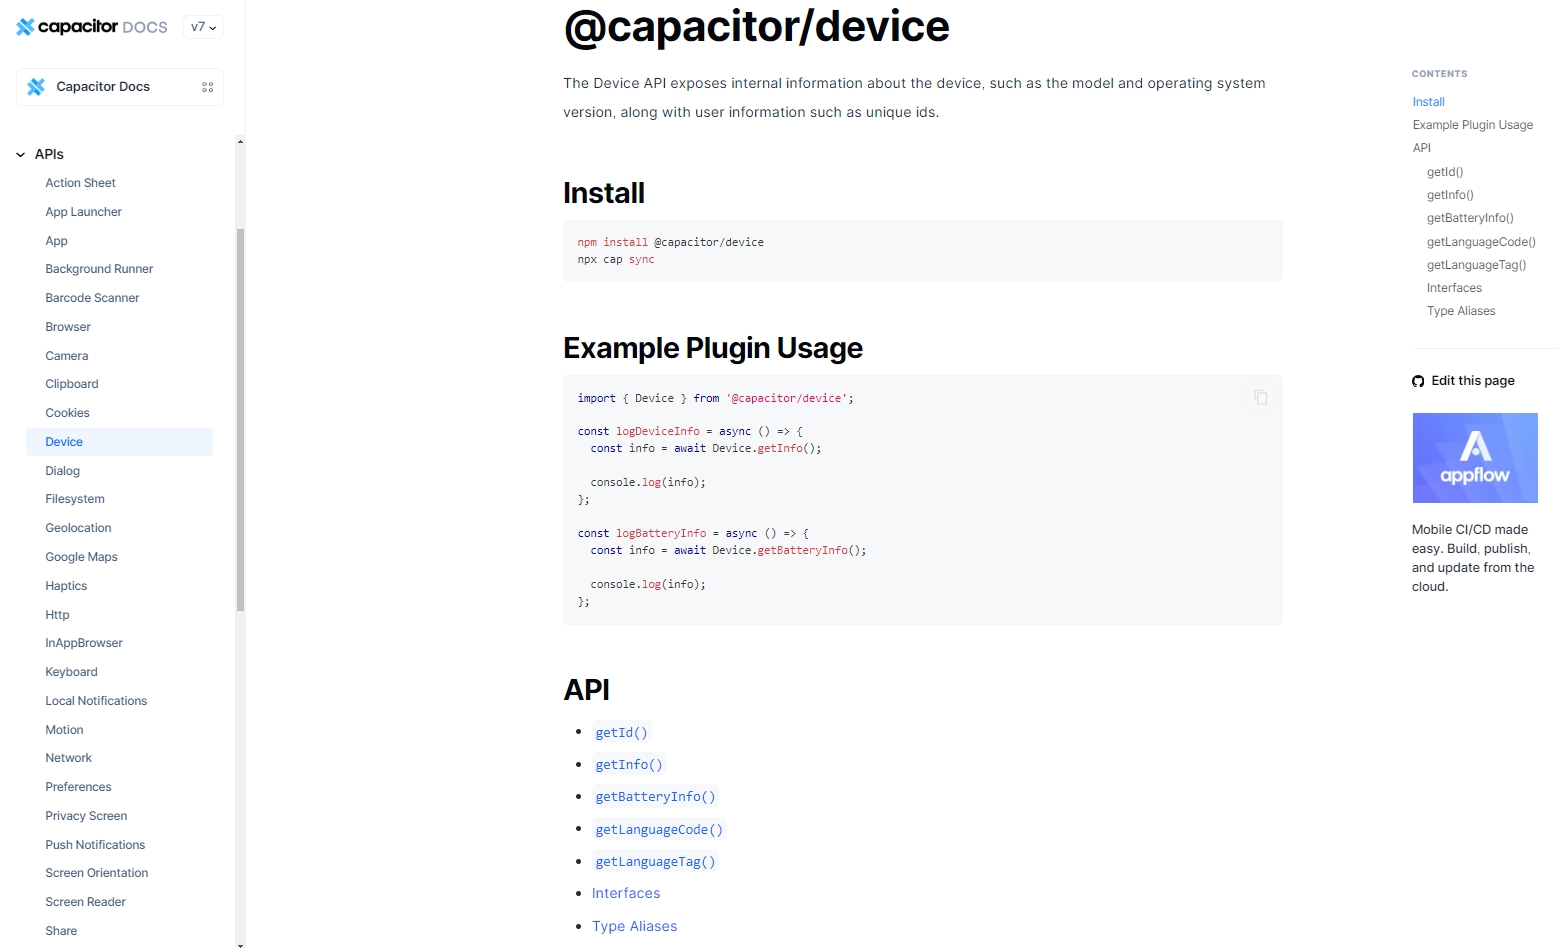 capacitor DOCS
v7
Capacitor Docs
APIs
Action Sheet
App Launcher
App
Background Runner
Barcode Scanner
Browser
Camera
Clipboard
Cookies
Device
Dialog
Filesystem
Geolocation
Google Maps
Haptics
Http
InAppBrowser
Keyboard
Local Notifications
Motion
Network
Preferences
Privacy Screen
Push Notifications
Screen Orientation
Screen Reader
Share
@capacitor/device
The Device API exposes internal information about the device, such as the model and operating system
version, along with user information such as unique ids.
Install
npm install @capacitor/device
npx cap sync
Example Plugin Usage
import { Device } from '@capacitor/device';
const logDeviceInfo = async () => {
  const info = await Device.getInfo();
  console.log(info);
};
const logBatteryInfo = async () => {
  const info = await Device.getBatteryInfo();
  console.log(info);
};
API
getId()
getInfo()
getBatteryInfo()
getLanguageCode()
getLanguageTag()
Interfaces
Type Aliases
CONTENTS
Install
Example Plugin Usage
API
getId()
getInfo()
getBatteryInfo()
getLanguageCode()
getLanguageTag()
Interfaces
Type Aliases
Edit this page
appflow
Mobile CI/CD made
easy. Build, publish,
and update from the
cloud.